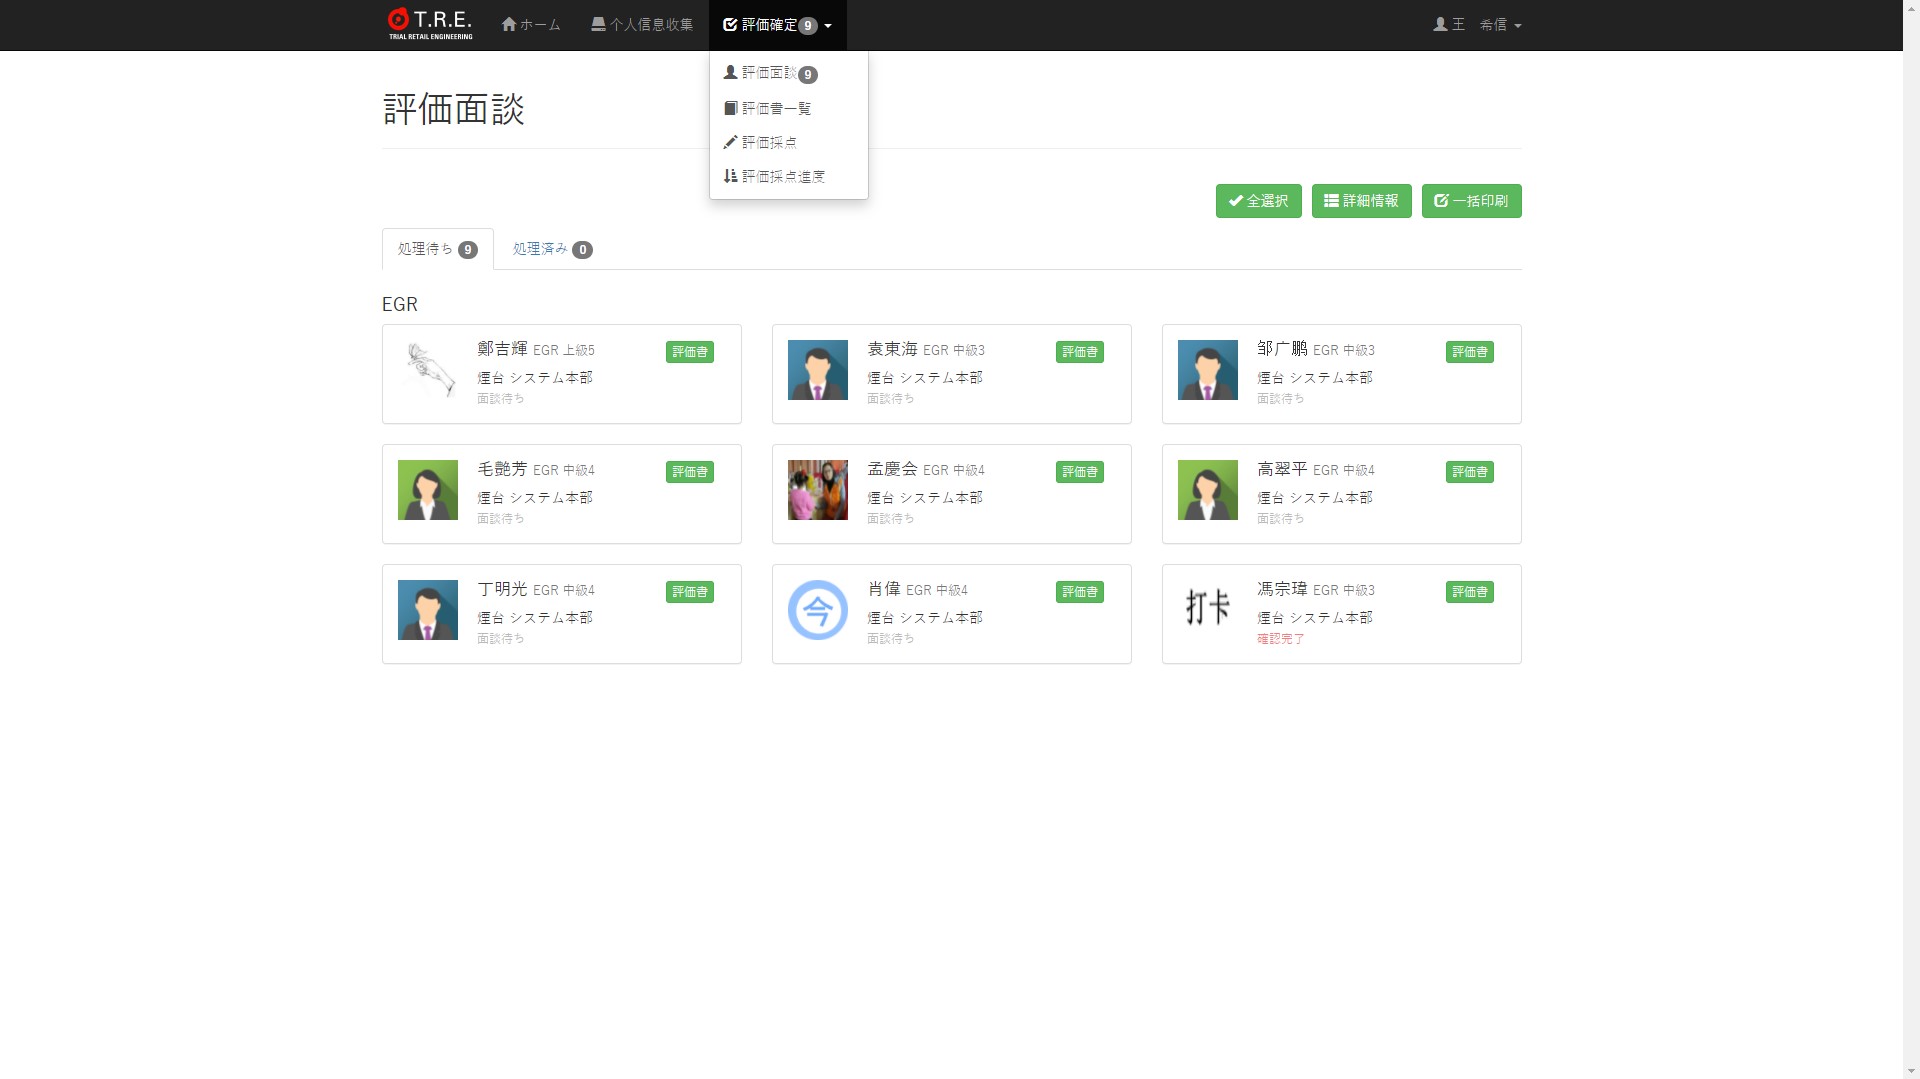 T.R.E.
TRIAL RETAIL ENGINEERING
ホーム
个人信息收集
評価確定 9
王 希信
評価面談 9
評価書一覧
評価採点
評価採点進度
評価面談
全選択
詳細情報
一括印刷
処理待ち 9
処理済み 0
EGR
鄭吉輝 EGR 上級5
評価書
煙台 システム本部
面談待ち
袁東海 EGR 中級3
評価書
煙台 システム本部
面談待ち
邹广鹏 EGR 中級3
評価書
煙台 システム本部
面談待ち
毛艶芳 EGR 中級4
評価書
煙台 システム本部
面談待ち
孟慶会 EGR 中級4
評価書
煙台 システム本部
面談待ち
高翠平 EGR 中級4
評価書
煙台 システム本部
面談待ち
丁明光 EGR 中級4
評価書
煙台 システム本部
面談待ち
今
肖偉 EGR 中級4
評価書
煙台 システム本部
面談待ち
打卡
馮宗瑋 EGR 中級3
評価書
煙台 システム本部
確認完了